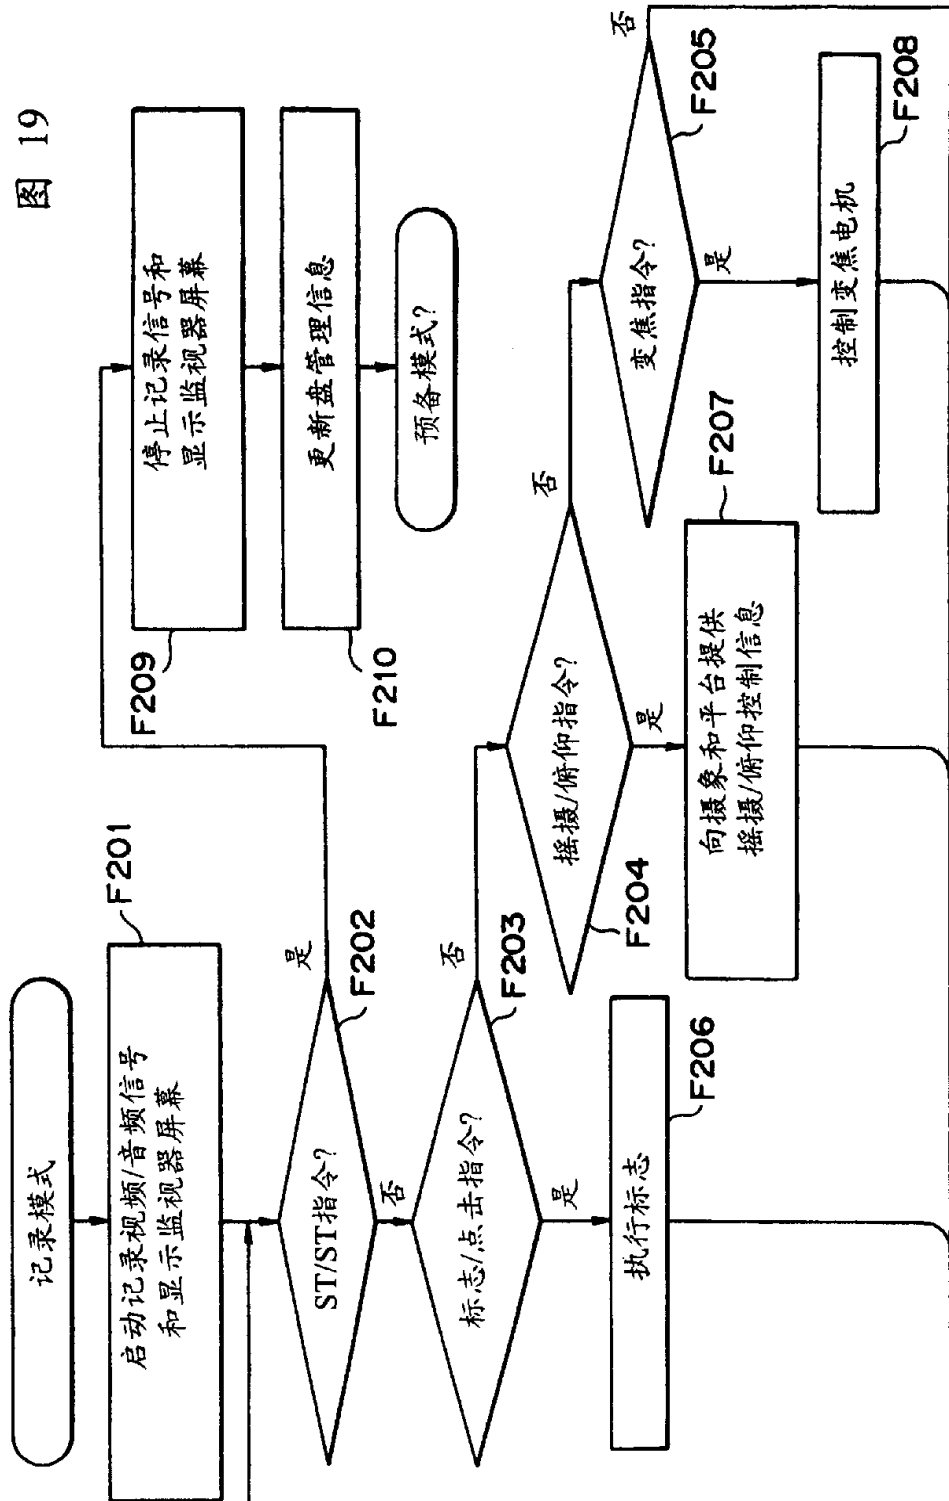 图 19
记录模式
启动记录视频/音频信号
和显示监视器屏幕
F201
ST/ST指令?
F202
是
否
标志/点击指令?
F203
否
是
执行标志
F206
停止记录信号和
显示监视器屏幕
F209
更新盘管理信息
F210
预备模式?
摇摄/俯仰指令?
F204
否
是
向摄象和平台提供
摇摄/俯仰控制信息
F207
变焦指令?
F205
否
是
控制变焦电机
F208